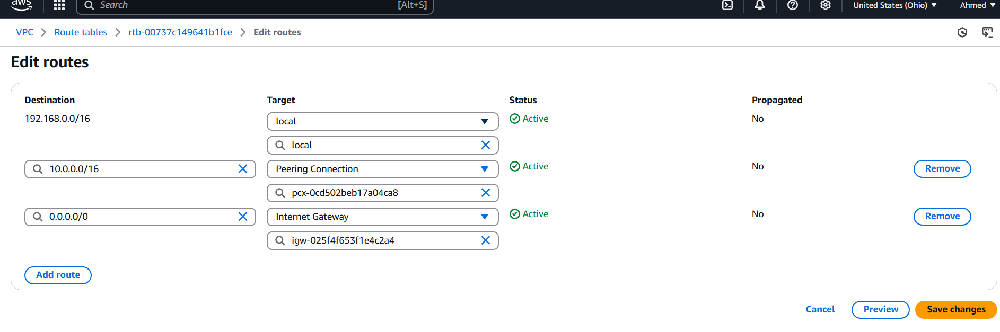 aws
Search [Alt+S] United States (Ohio) Ahmed
VPC Route tables rtb-00737c149641b1fce Edit routes
Edit routes
Destination Target Status Propagated
192.168.0.0/16 local Active No
local
10.0.0.0/16 Peering Connection Active No Remove
pcx-0cd502beb17a04ca8
0.0.0.0/0 Internet Gateway Active No Remove
igw-025f4f653f1e4c2a4
Add route
Cancel Preview Save changes